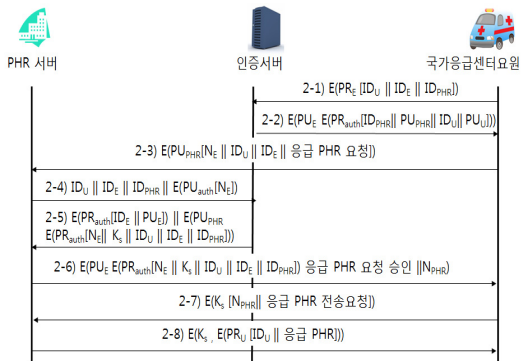 PHR 서버
인증서버
국가응급센터요원
2-1) E(PR_E [ID_U || ID_E || ID_PHR])
2-2) E(PU_E E(PR_auth[ID_PHR|| PU_PHR|| ID_U|| PU_U]))
2-3) E(PU_PHR[N_E || ID_U || ID_E || 응급 PHR 요청])
2-4) ID_U || ID_E || ID_PHR || E(PU_auth[N_E])
2-5) E(PR_auth[ID_E || PU_E]) || E(PU_PHR
E(PR_auth[N_E|| K_s || ID_U || ID_E || ID_PHR]))
2-6) E(PU_E E(PR_auth[N_E || K_s|| ID_U || ID_E || ID_PHR]) 응급 PHR 요청 승인 ||N_PHR)
2-7) E(K_s [N_PHR|| 응급 PHR 전송요청])
2-8) E(K_s , E(PR_U [ID_U || 응급 PHR]))